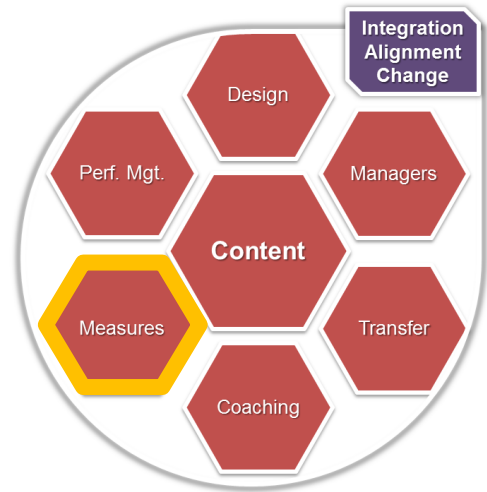 Integration
Alignment
Change
Design
Perf. Mgt.
Managers
Content
Measures
Transfer
Coaching